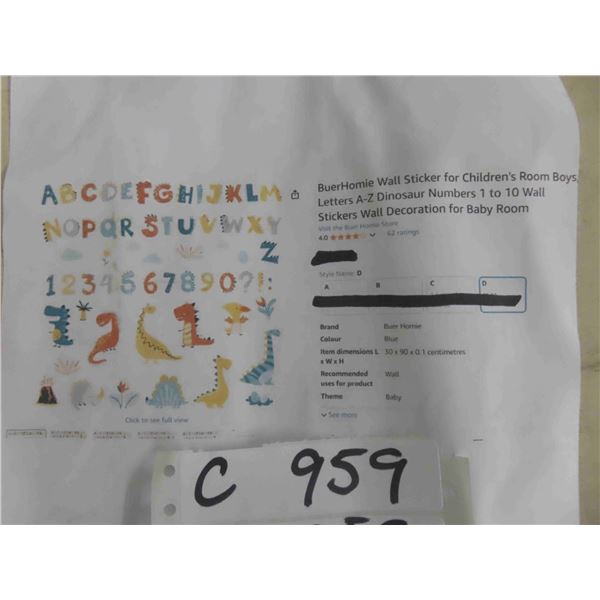 ABCDEFGHIJKLM
NOPQRSTUVWXY
Z
1234567890?!:
BuerHomie Wall Sticker for Children's Room Boys,
Letters A-Z Dinosaur Numbers 1 to 10 Wall
Stickers Wall Decoration for Baby Room
Visit the Buer Homie Store
4.0 62 ratings
Style Name: D
A B C D
Brand Buer Homie
Colour Blue
Item dimensions L 30 x 90 x 0.1 centimetres
x W x H
Recommended Wall
uses for product
Theme Baby
See more
Click to see full view
C 959